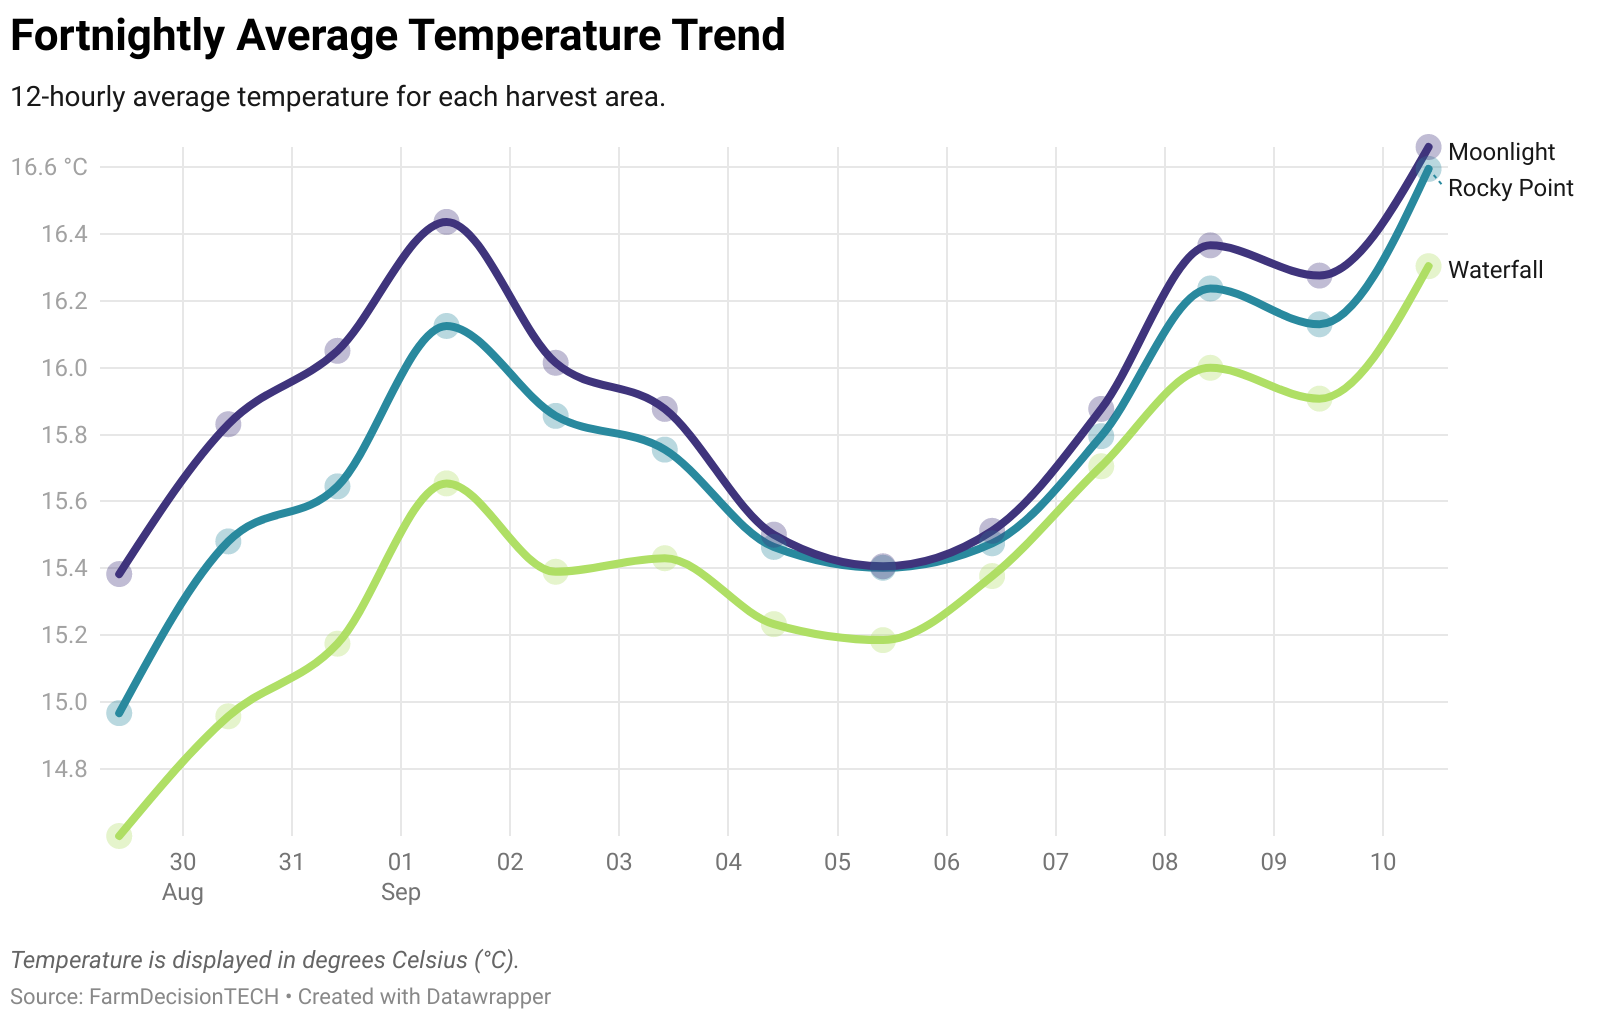 Fortnightly Average Temperature Trend
12-hourly average temperature for each harvest area.
16.6 °C
16.4
16.2
16.0
15.8
15.6
15.4
15.2
15.0
14.8
Moonlight
Rocky Point
Waterfall
30 31 01 02 03 04 05 06 07 08 09 10
Aug Sep
Temperature is displayed in degrees Celsius (°C).
Source: FarmDecisionTECH • Created with Datawrapper